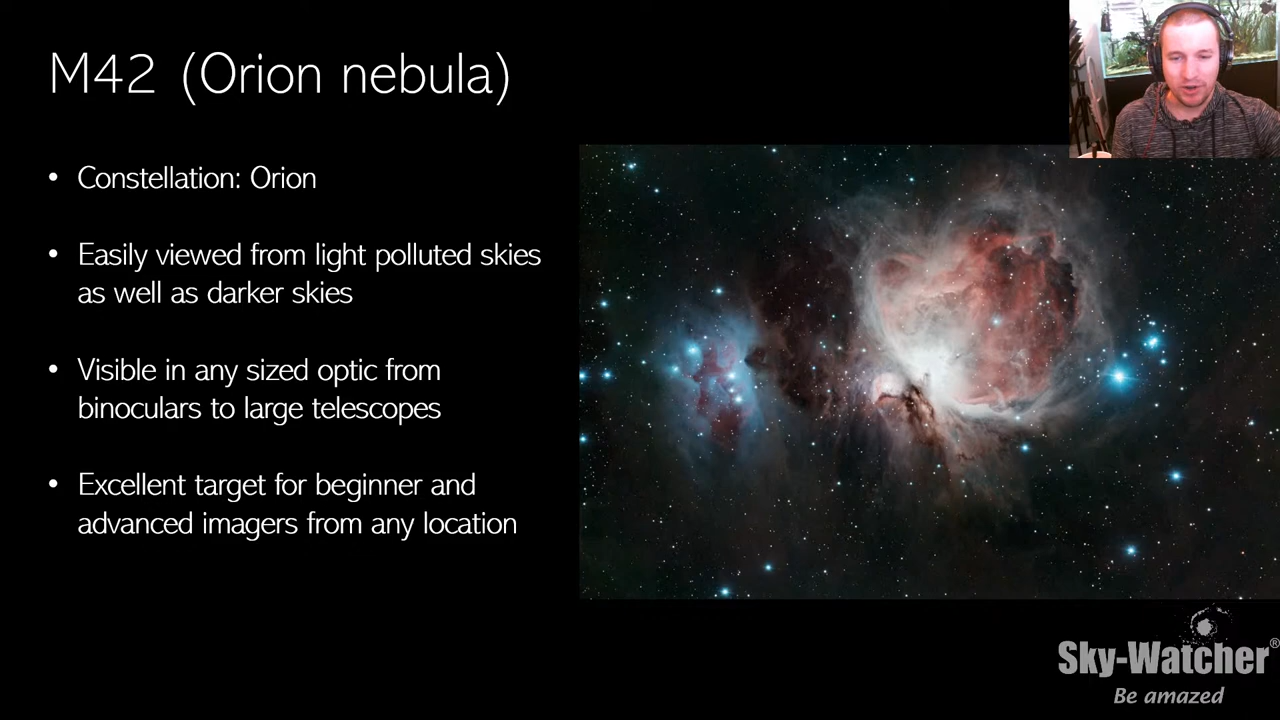 M42 (Orion nebula)
• Constellation: Orion
• Easily viewed from light polluted skies
as well as darker skies
• Visible in any sized optic from
binoculars to large telescopes
• Excellent target for beginner and
advanced imagers from any location
Sky-Watcher®
Be amazed